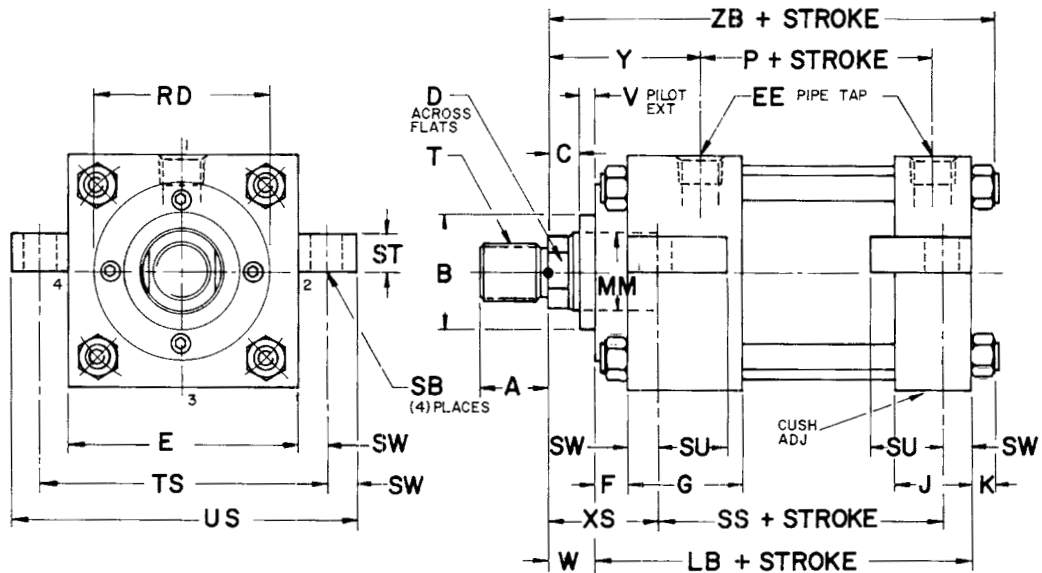 ZB + STROKE
Y
P + STROKE
RD
D
ACROSS
FLATS
V PILOT
EXT
EE PIPE TAP
T
C
1
ST
B
MM
4
2
A
SB
(4) PLACES
3
E
SW
CUSH
ADJ
SW
SU
SU
SW
TS
SW
F
G
J
K
US
XS
SS + STROKE
W
LB + STROKE